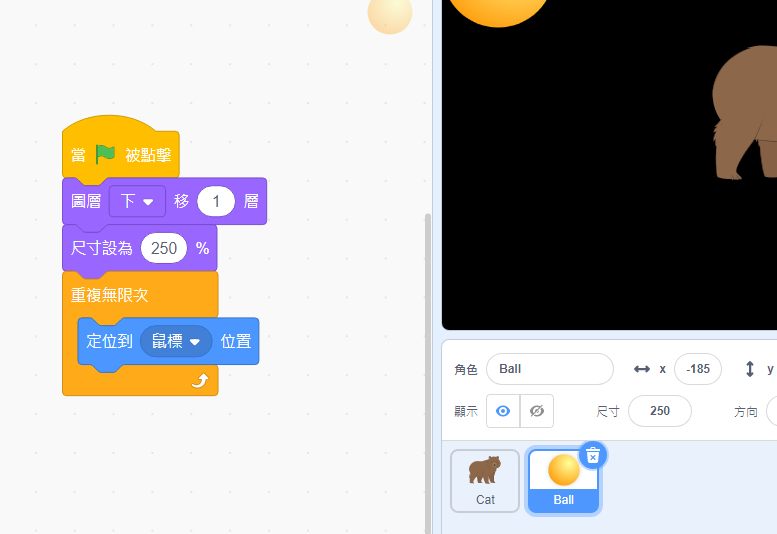 當 被點擊
圖層 下 移 1 層
尺寸設為 250 %
重複無限次
定位到 鼠標 位置
角色 Ball x -185 y
顯示 尺寸 250 方向
Cat
Ball